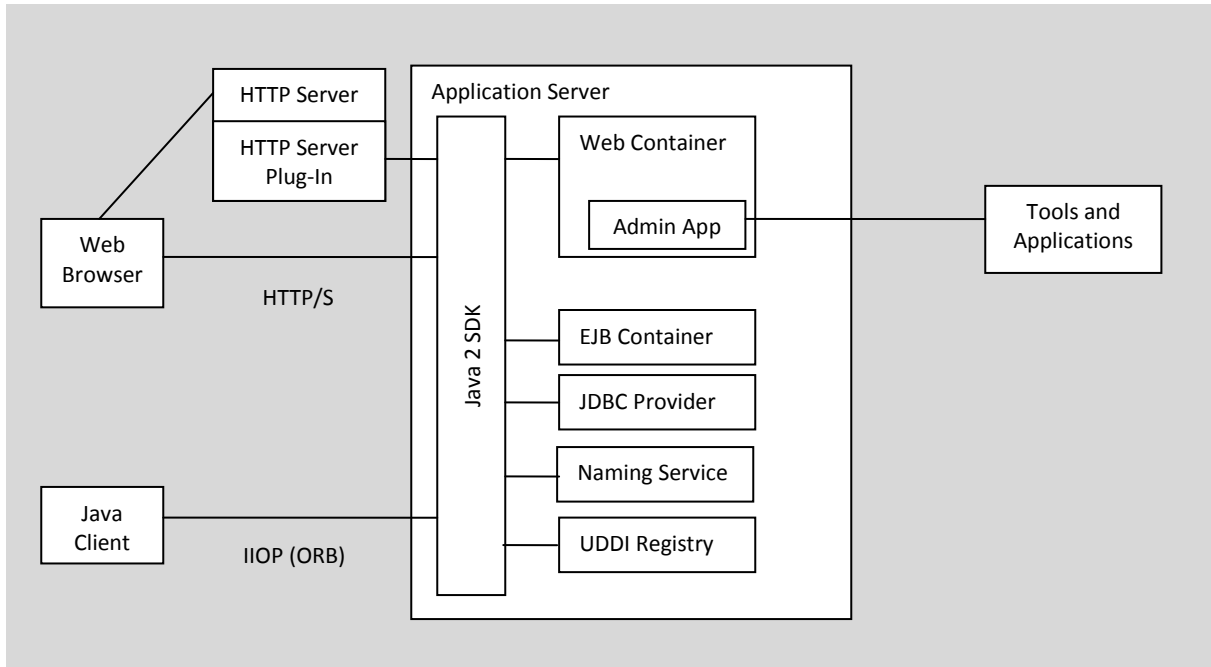 HTTP Server
HTTP Server
Plug-In
Web
Browser
HTTP/S
Java
Client
IIOP (ORB)
Application Server
Java 2 SDK
Web Container
Admin App
EJB Container
JDBC Provider
Naming Service
UDDI Registry
Tools and
Applications